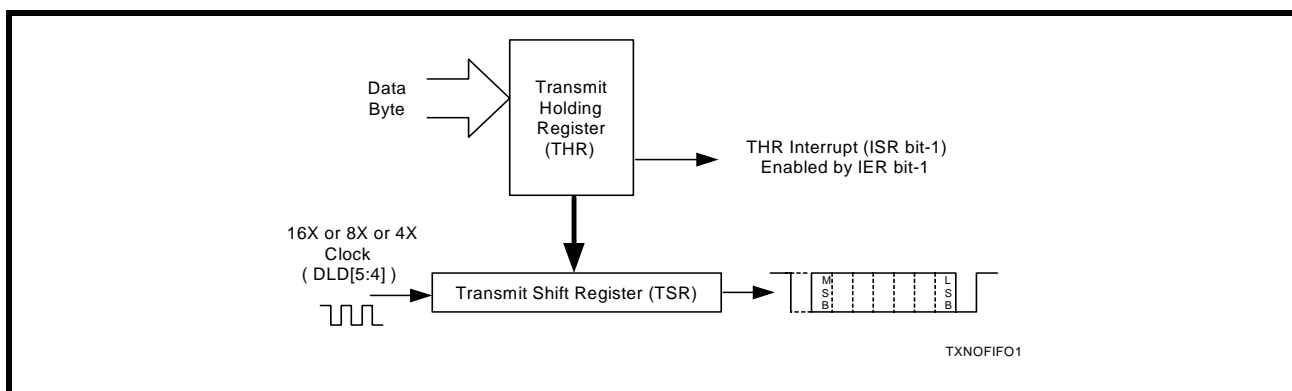 Data
Byte
Transmit
Holding
Register
(THR)
THR Interrupt (ISR bit-1)
Enabled by IER bit-1
16X or 8X or 4X
Clock
( DLD[5:4] )
Transmit Shift Register (TSR)
M
S
B
L
S
B
TXNOFIFO1